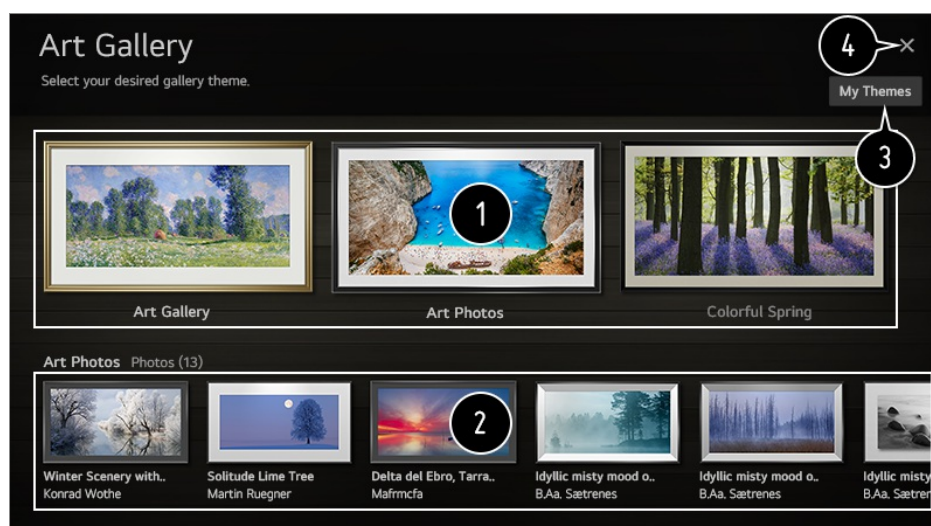 Art Gallery
Select your desired gallery theme.
4
My Themes
3
1
Art Gallery
Art Photos
Colorful Spring
Art Photos Photos (13)
2
Winter Scenery with..
Konrad Wothe
Solitude Lime Tree
Martin Ruegner
Delta del Ebro, Tarra..
Mafrmcfa
Idyllic misty mood o..
B.Aa. Sætrenes
Idyllic misty mood o..
B.Aa. Sætrenes
Idyllic misty
B.Aa. Sætren